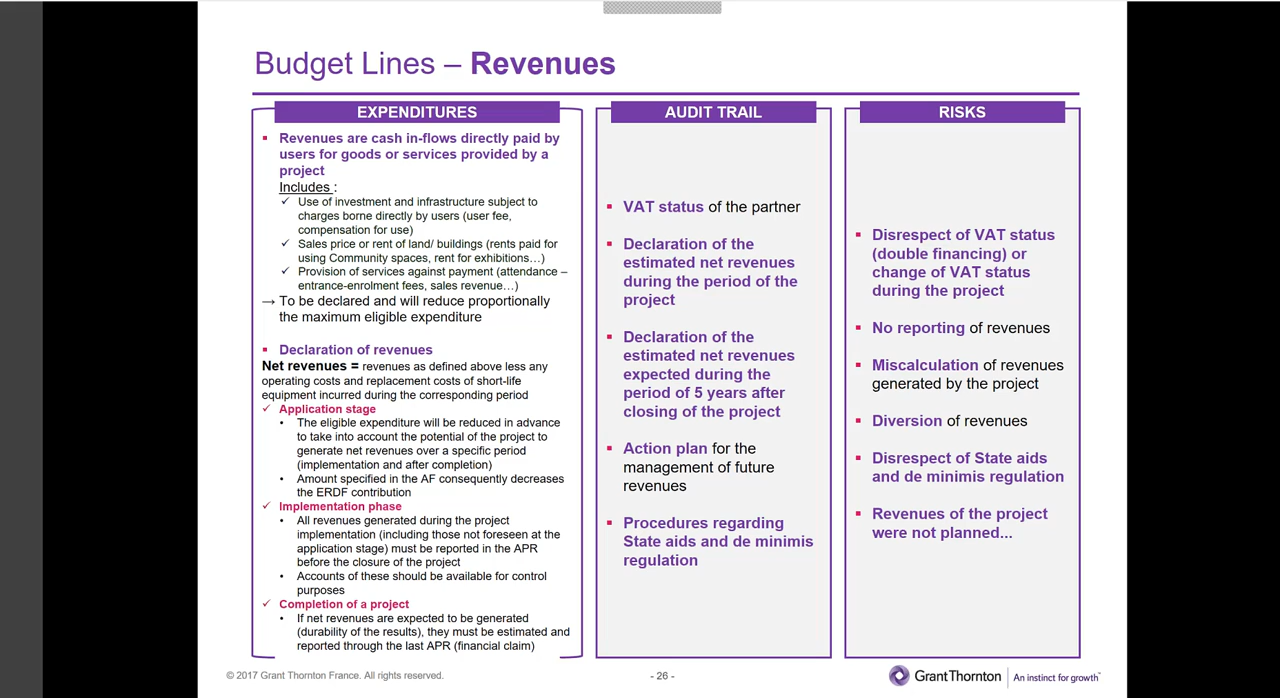 Budget Lines – Revenues
EXPENDITURES
▪ Revenues are cash in-flows directly paid by
users for goods or services provided by a
project
Includes :
✓ Use of investment and infrastructure subject to
charges borne directly by users (user fee,
compensation for use)
✓ Sales price or rent of land/ buildings (rents paid for
using Community spaces, rent for exhibitions…)
✓ Provision of services against payment (attendance –
entrance-enrolment fees, sales revenue…)
→ To be declared and will reduce proportionally
the maximum eligible expenditure
▪ Declaration of revenues
Net revenues = revenues as defined above less any
operating costs and replacement costs of short-life
equipment incurred during the corresponding period
✓ Application stage
• The eligible expenditure will be reduced in advance
to take into account the potential of the project to
generate net revenues over a specific period
(implementation and after completion)
• Amount specified in the AF consequently decreases
the ERDF contribution
✓ Implementation phase
• All revenues generated during the project
implementation (including those not foreseen at the
application stage) must be reported in the APR
before the closure of the project
• Accounts of these should be available for control
purposes
✓ Completion of a project
• If net revenues are expected to be generated
(durability of the results), they must be estimated and
reported through the last APR (financial claim)
AUDIT TRAIL
▪ VAT status of the partner
▪ Declaration of the
estimated net revenues
during the period of the
project
▪ Declaration of the
estimated net revenues
expected during the
period of 5 years after
closing of the project
▪ Action plan for the
management of future
revenues
▪ Procedures regarding
State aids and de minimis
regulation
RISKS
▪ Disrespect of VAT status
(double financing) or
change of VAT status
during the project
▪ No reporting of revenues
▪ Miscalculation of revenues
generated by the project
▪ Diversion of revenues
▪ Disrespect of State aids
and de minimis regulation
▪ Revenues of the project
were not planned...
© 2017 Grant Thornton France. All rights reserved.
- 26 -
GrantThornton
An instinct for growth™